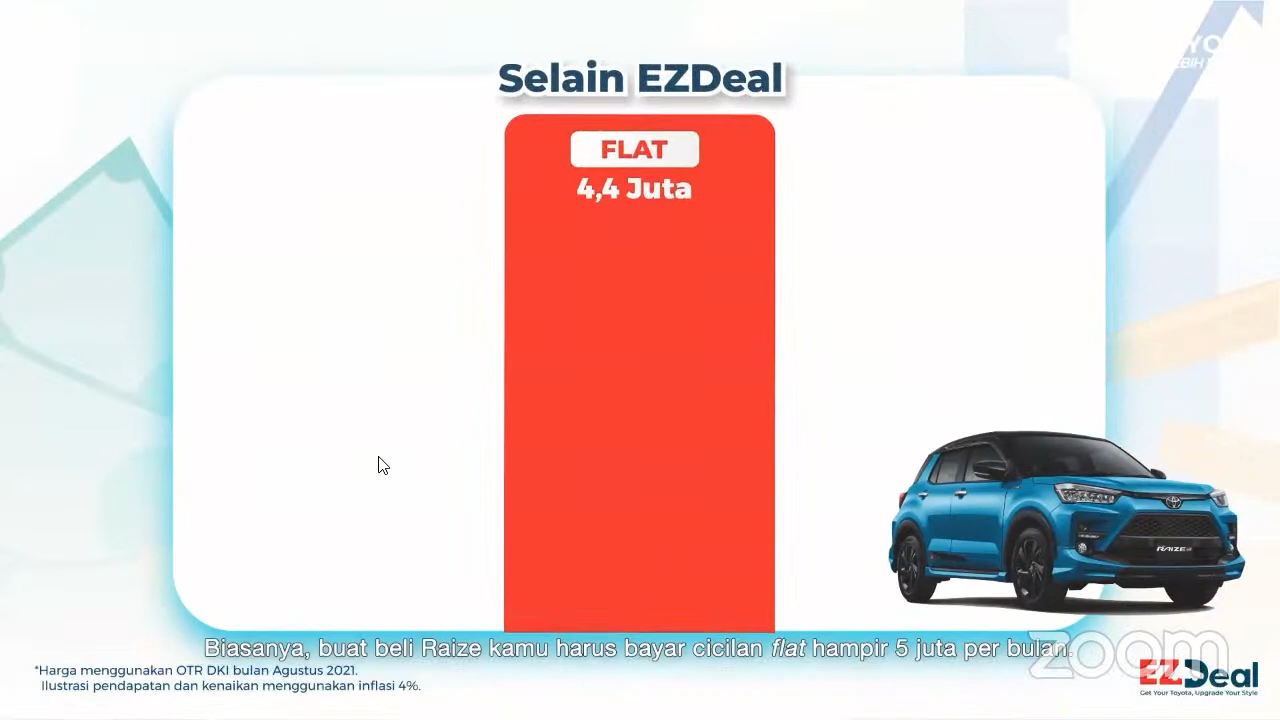 Selain EZDeal
FLAT
4,4 Juta
RAIZE
Biasanya, buat beli Raize kamu harus bayar cicilan flat hampir 5 juta per bulan.
zoom
*Harga menggunakan OTR DKI bulan Agustus 2021.
Ilustrasi pendapatan dan kenaikan menggunakan inflasi 4%.
EZDeal
Get Your Toyota, Upgrade Your Style